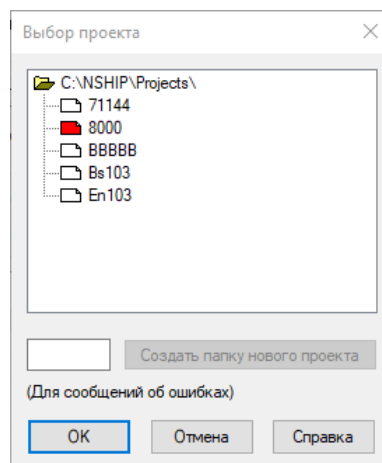 Выбор проекта
C:\NSHIP\Projects\
71144
8000
BBBBB
Bs103
En103
Создать папку нового проекта
(Для сообщений об ошибках)
OK
Отмена
Справка